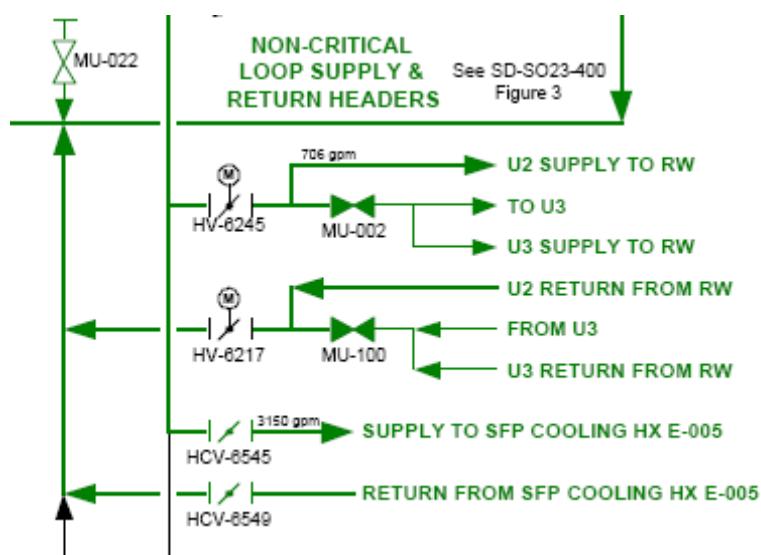 MU-022
NON-CRITICAL
LOOP SUPPLY &
RETURN HEADERS
See SD-SO23-400
Figure 3
706 gpm
U2 SUPPLY TO RW
M
HV-6245
MU-002
TO U3
U3 SUPPLY TO RW
U2 RETURN FROM RW
M
HV-6217
MU-100
FROM U3
U3 RETURN FROM RW
3150 gpm
SUPPLY TO SFP COOLING HX E-005
HCV-6545
RETURN FROM SFP COOLING HX E-005
HCV-6549